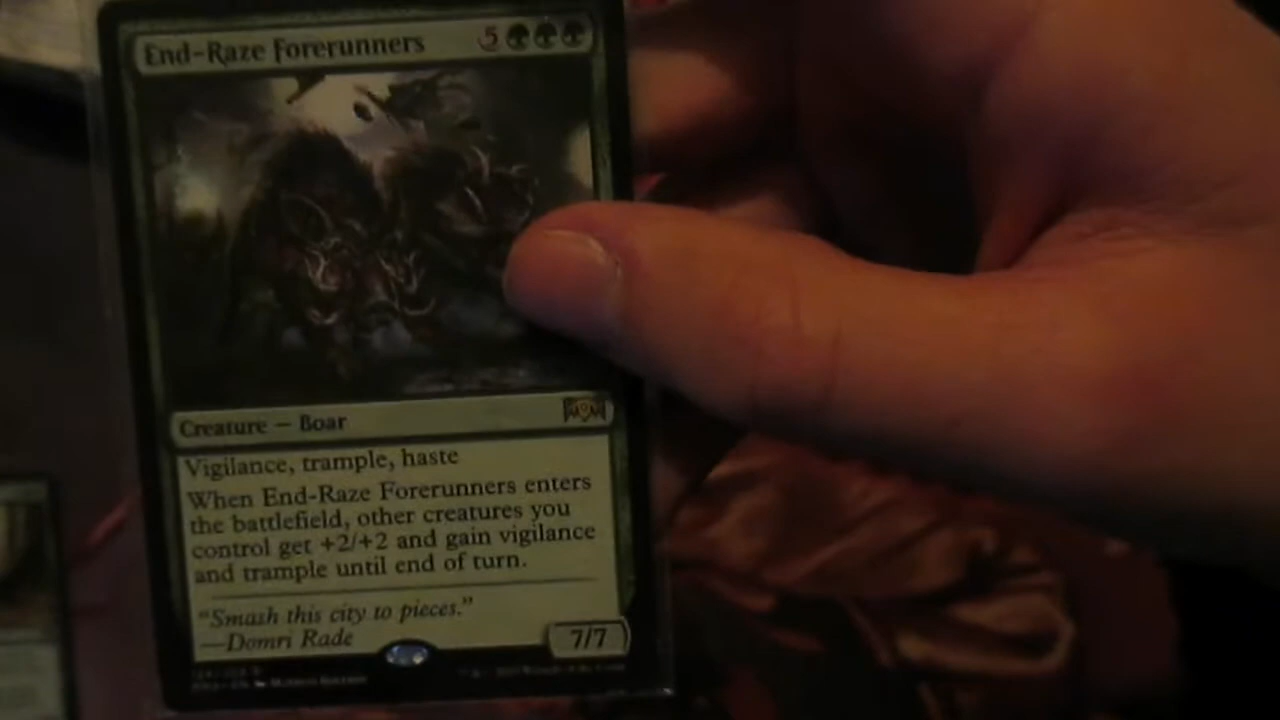 End-Raze Forerunners 5
Creature — Boar
Vigilance, trample, haste
When End-Raze Forerunners enters
the battlefield, other creatures you
control get +2/+2 and gain vigilance
and trample until end of turn.
"Smash this city to pieces."
—Domri Rade
7/7